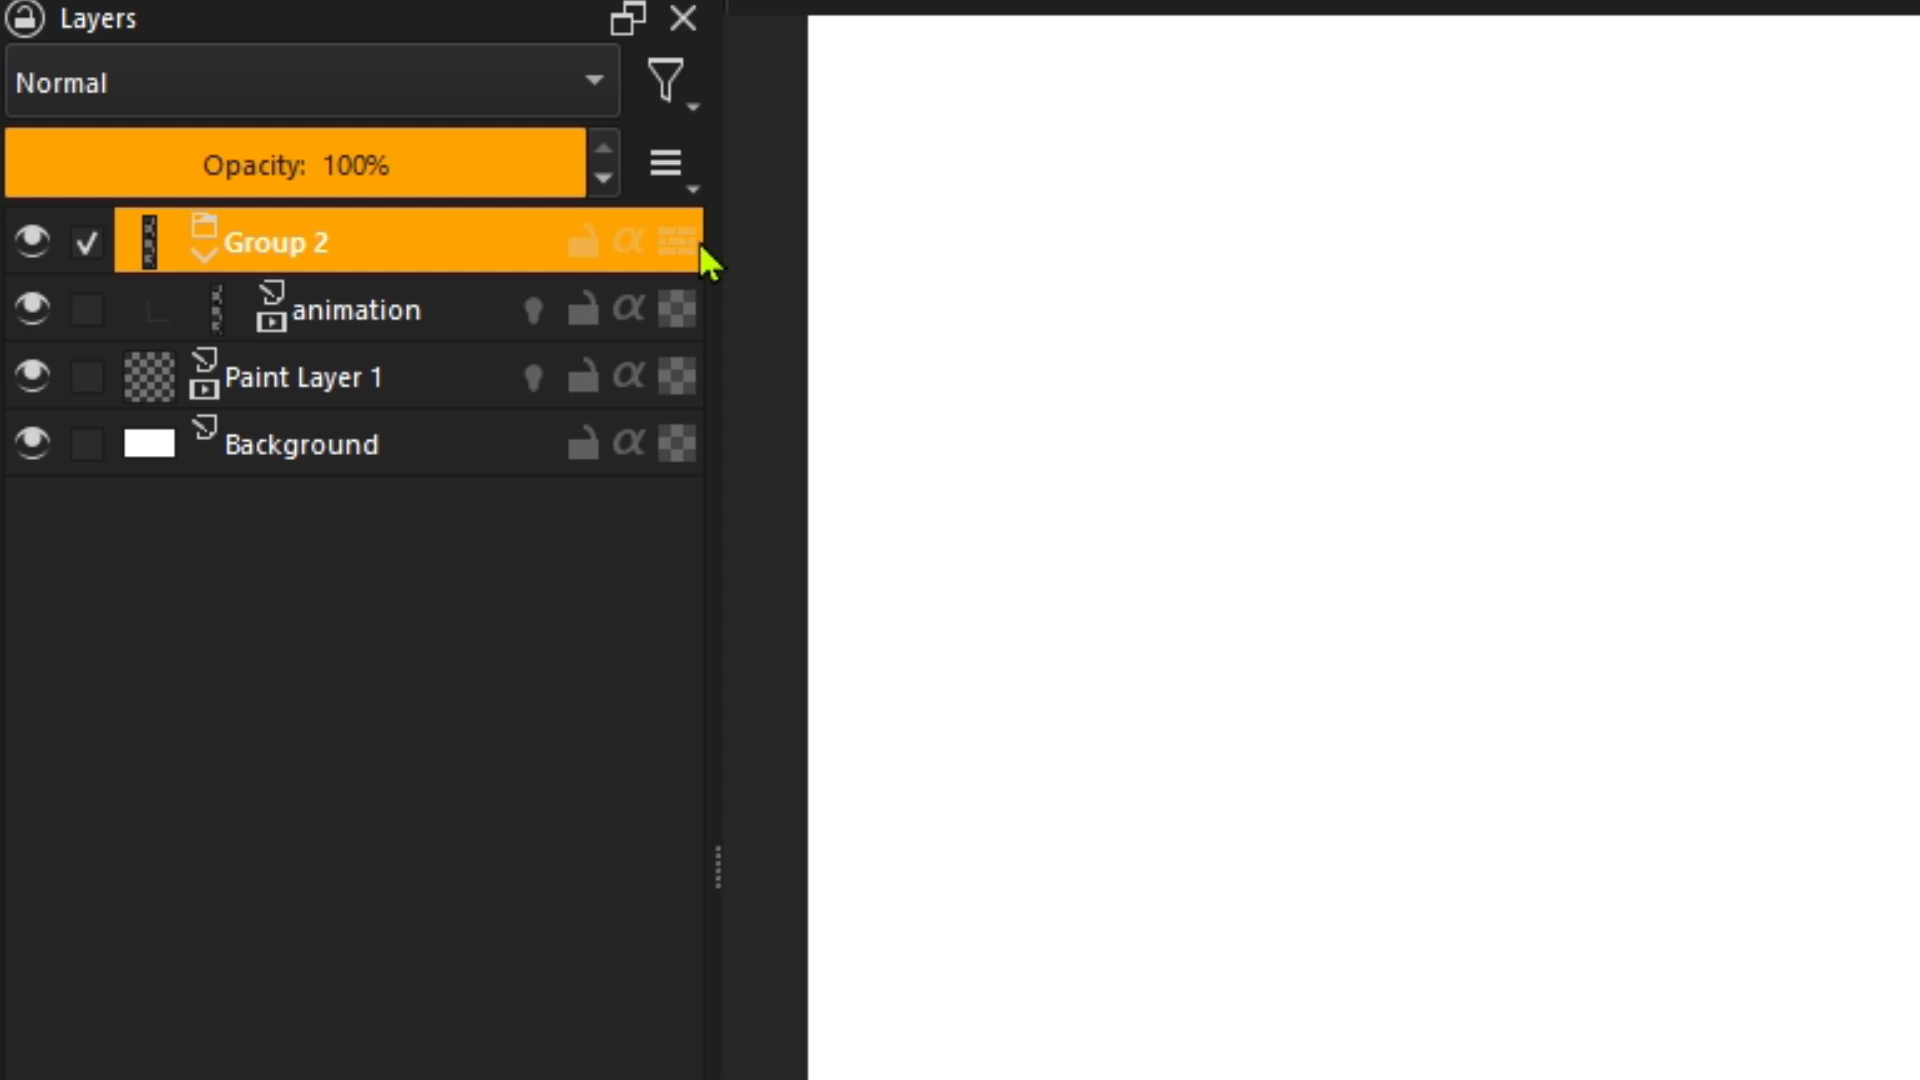 Layers
Normal
Opacity: 100%
Group 2
animation
Paint Layer 1
Background